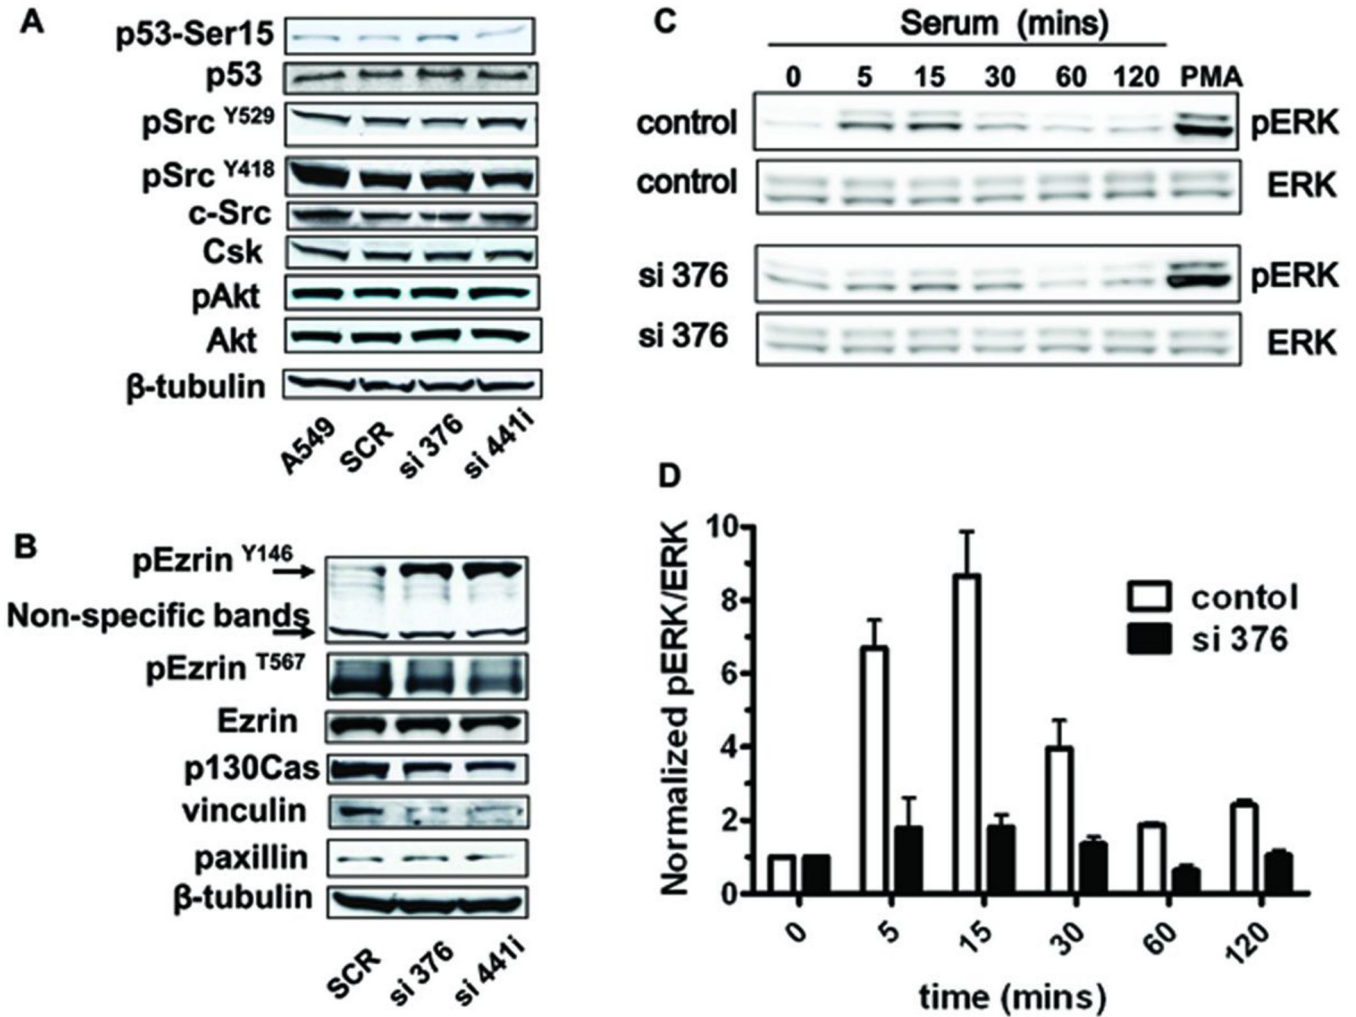 A
p53-Ser15
p53
pSrc Y529
pSrc Y418
c-Src
Csk
pAkt
Akt
β-tubulin
A549 SCR si 376 si 441i
B
pEzrin Y146
Non-specific bands
pEzrin T567
Ezrin
p130Cas
vinculin
paxillin
β-tubulin
SCR si 376 si 441i
C
Serum (mins)
0 5 15 30 60 120 PMA
control pERK
control ERK
si 376 pERK
si 376 ERK
D
Normalized pERK/ERK
10
8
6
4
2
0
contol
si 376
0 5 15 30 60 120
time (mins)